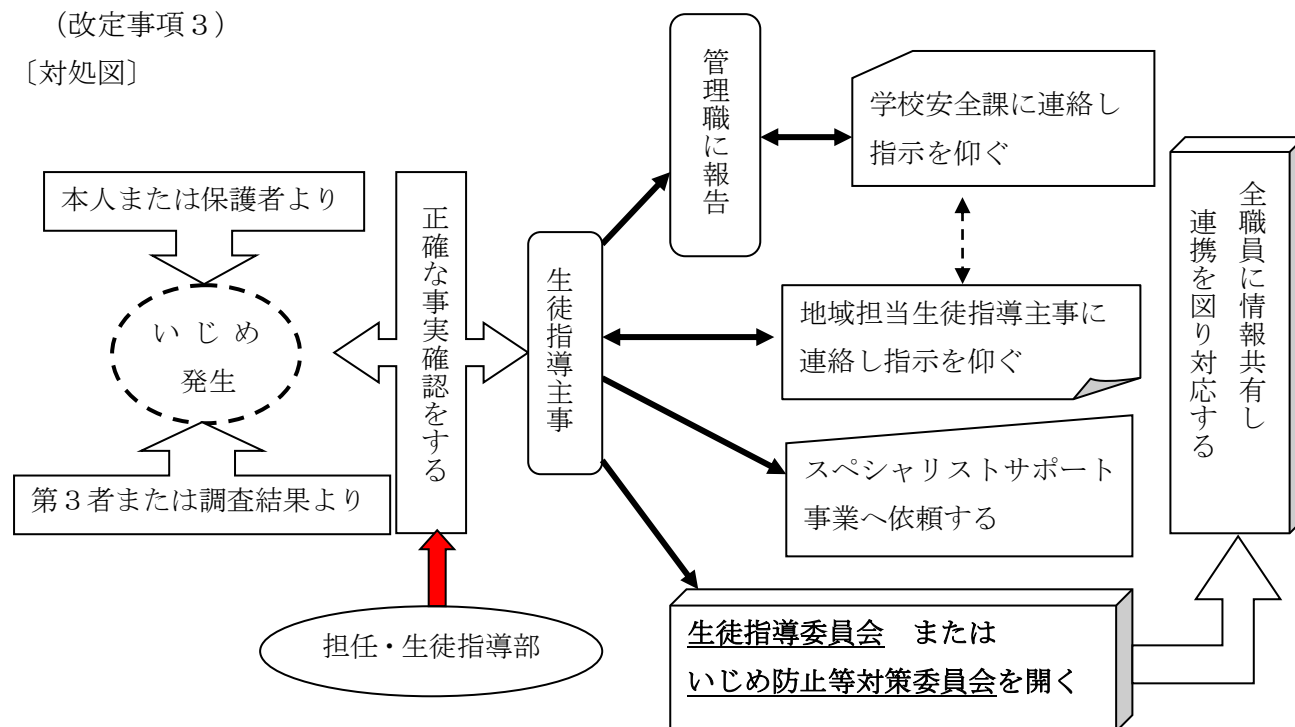 （改定事項３）
〔対処図〕
本人または保護者より
い じ め
発生
第３者または調査結果より
正確な事実確認をする
担任・生徒指導部
生徒指導主事
管理職に報告
学校安全課に連絡し
指示を仰ぐ
地域担当生徒指導主事に
連絡し指示を仰ぐ
スペシャリストサポート
事業へ依頼する
生徒指導委員会　または
いじめ防止等対策委員会を開く
全職員に情報共有し
連携を図り対応する